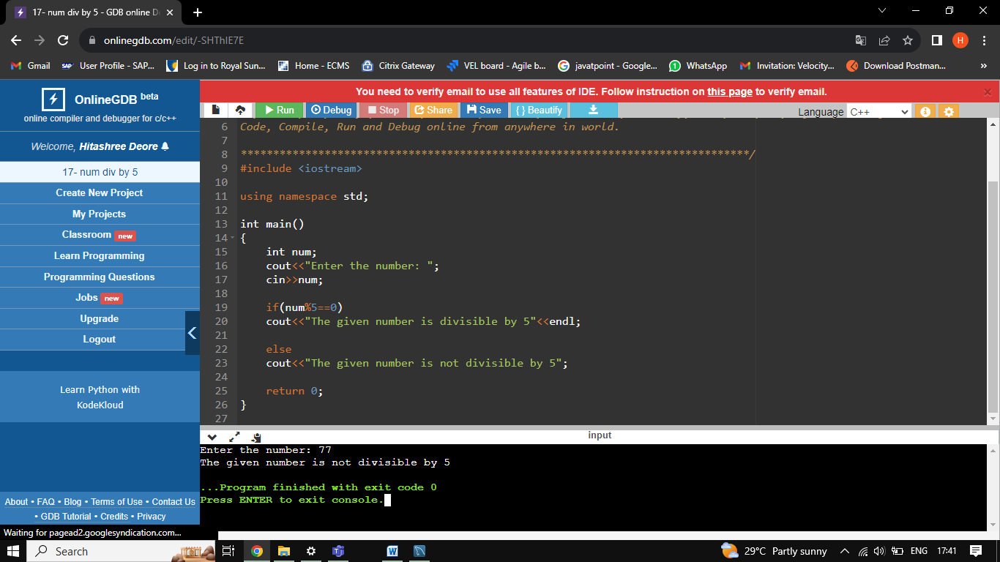 17- num div by 5 - GDB online D
onlinegdb.com/edit/-SHThIE7E
H
Gmail
SAP User Profile - SAP...
Log in to Royal Sun...
Home - ECMS
Citrix Gateway
VEL board - Agile b...
javatpoint - Google...
1 WhatsApp
Invitation: Velocity...
Download Postman...
»
OnlineGDB beta
online compiler and debugger for c/c++
Welcome, Hitashree Deore
17- num div by 5
Create New Project
My Projects
Classroom new
Learn Programming
Programming Questions
Jobs new
Upgrade
Logout
Learn Python with
KodeKloud
About • FAQ • Blog • Terms of Use • Contact Us
• GDB Tutorial • Credits • Privacy
Waiting for pagead2.googlesyndication.com...
You need to verify email to use all features of IDE. Follow instruction on this page to verify email.
Run Debug Stop Share Save { } Beautify
Language C++
6 Code, Compile, Run and Debug online from anywhere in world.
7
8 *******************************************************************************/
9 #include <iostream>
10
11 using namespace std;
12
13 int main()
14 {
15 int num;
16 cout<<"Enter the number: ";
17 cin>>num;
18
19 if(num%5==0)
20 cout<<"The given number is divisible by 5"<<endl;
21
22 else
23 cout<<"The given number is not divisible by 5";
24
25 return 0;
26 }
27
input
Enter the number: 77
The given number is not divisible by 5
...Program finished with exit code 0
Press ENTER to exit console.
Search
29°C Partly sunny
ENG
17:41